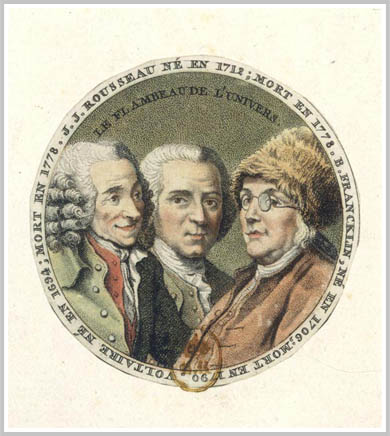 VOLTAIRE NÉ EN 1694; MORT EN 1778. J. J. ROUSSEAU NÉ EN 1712; MORT EN 1778. B. FRANCKLIN, NE EN 1706; MORT EN 1790
LE FLAMBEAU DE L'UNIVERS.